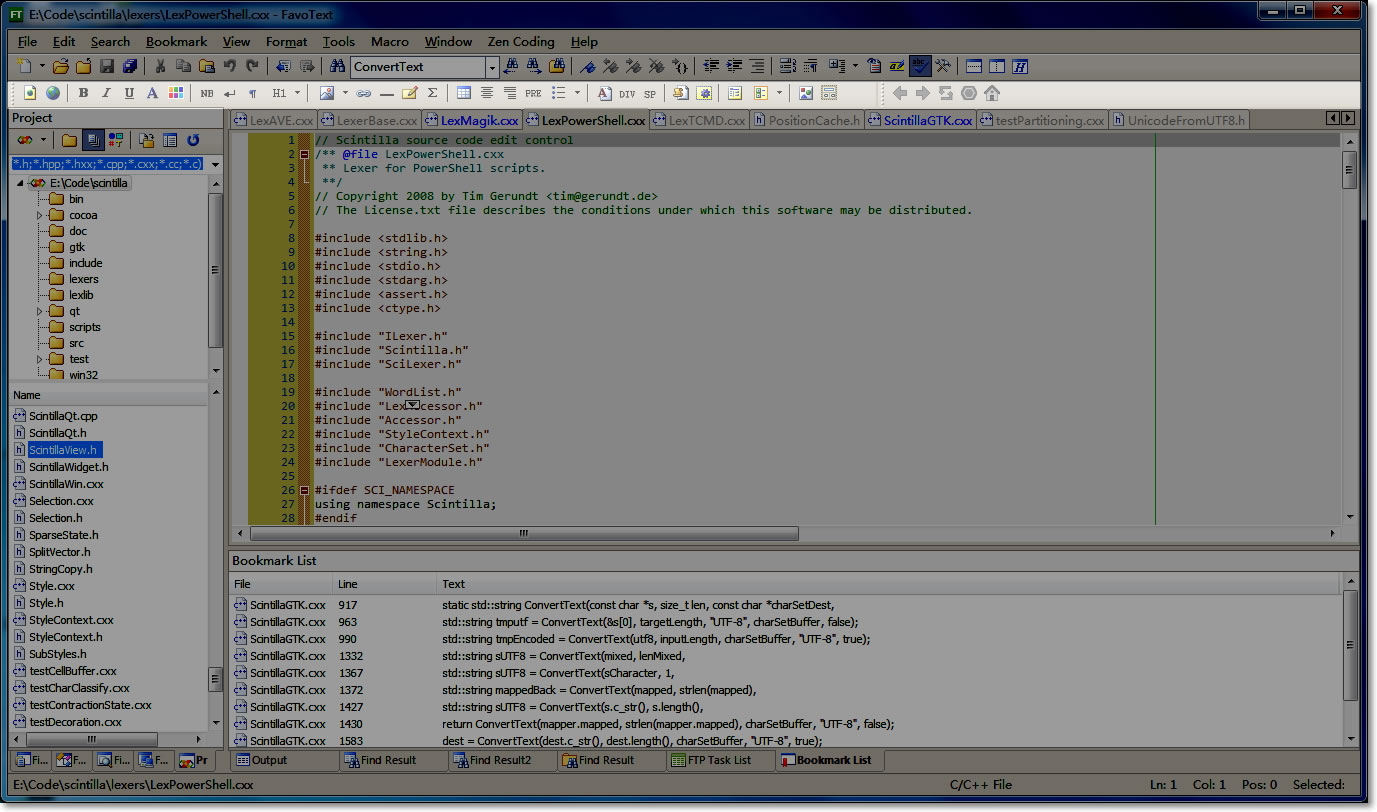 E:\Code\scintilla\lexers\LexPowerShell.cxx - FavoText
File Edit Search Bookmark View Format Tools Macro Window Zen Coding Help
ConvertText
B I U A NB H1 Σ PRE A DIV SP
Project
LexAVE.cxx LexerBase.cxx LexMagik.cxx LexPowerShell.cxx LexTCMD.cxx PositionCache.h ScintillaGTK.cxx testPartitioning.cxx UnicodeFromUTF8.h
*.h;*.hpp;*.hxx;*.cpp;*.cxx;*.cc;*.c)
E:\Code\scintilla
bin
cocoa
doc
gtk
include
lexers
lexlib
qt
scripts
src
test
win32
Name
ScintillaQt.cpp
ScintillaQt.h
ScintillaView.h
ScintillaWidget.h
ScintillaWin.cxx
Selection.cxx
Selection.h
SparseState.h
SplitVector.h
StringCopy.h
Style.cxx
Style.h
StyleContext.cxx
StyleContext.h
SubStyles.h
testCellBuffer.cxx
testCharClassify.cxx
testContractionState.cxx
testDecoration.cxx
Fi... F... Fi... F... Pr
1 // Scintilla source code edit control
2 /** @file LexPowerShell.cxx
3 ** Lexer for PowerShell scripts.
4 **/
5 // Copyright 2008 by Tim Gerundt <tim@gerundt.de>
6 // The License.txt file describes the conditions under which this software may be distributed.
7
8 #include <stdlib.h>
9 #include <string.h>
10 #include <stdio.h>
11 #include <stdarg.h>
12 #include <assert.h>
13 #include <ctype.h>
14
15 #include "ILexer.h"
16 #include "Scintilla.h"
17 #include "SciLexer.h"
18
19 #include "WordList.h"
20 #include "LexAccessor.h"
21 #include "Accessor.h"
22 #include "StyleContext.h"
23 #include "CharacterSet.h"
24 #include "LexerModule.h"
25
26 #ifdef SCI_NAMESPACE
27 using namespace Scintilla;
28 #endif
Bookmark List
File Line Text
ScintillaGTK.cxx 917 static std::string ConvertText(const char *s, size_t len, const char *charSetDest,
ScintillaGTK.cxx 963 std::string tmputf = ConvertText(&s[0], targetLength, "UTF-8", charSetBuffer, false);
ScintillaGTK.cxx 990 std::string tmpEncoded = ConvertText(utf8, inputLength, charSetBuffer, "UTF-8", true);
ScintillaGTK.cxx 1332 std::string sUTF8 = ConvertText(mixed, lenMixed,
ScintillaGTK.cxx 1367 std::string sUTF8 = ConvertText(sCharacter, 1,
ScintillaGTK.cxx 1372 std::string mappedBack = ConvertText(mapped, strlen(mapped),
ScintillaGTK.cxx 1427 std::string sUTF8 = ConvertText(s.c_str(), s.length(),
ScintillaGTK.cxx 1430 return ConvertText(mapper.mapped, strlen(mapper.mapped), charSetBuffer, "UTF-8", false);
ScintillaGTK.cxx 1583 dest = ConvertText(dest.c_str(), dest.length(), charSetBuffer, "UTF-8", true);
Output Find Result Find Result2 Find Result FTP Task List Bookmark List
E:\Code\scintilla\lexers\LexPowerShell.cxx C/C++ File Ln: 1 Col: 1 Pos: 0 Selected: